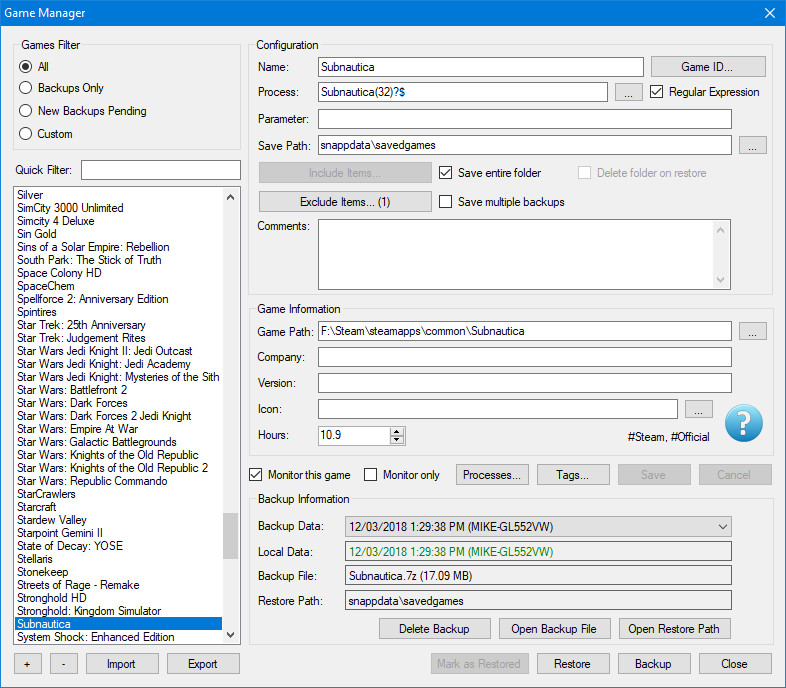 Game Manager
Games Filter
All
Backups Only
New Backups Pending
Custom
Quick Filter:
Silver
SimCity 3000 Unlimited
Simcity 4 Deluxe
Sin Gold
Sins of a Solar Empire: Rebellion
South Park: The Stick of Truth
Space Colony HD
SpaceChem
Spellforce 2: Anniversary Edition
Spintires
Star Trek: 25th Anniversary
Star Trek: Judgement Rites
Star Wars Jedi Knight II: Jedi Outcast
Star Wars Jedi Knight: Jedi Academy
Star Wars Jedi Knight: Mysteries of the Sith
Star Wars: Battlefront 2
Star Wars: Dark Forces
Star Wars: Dark Forces 2 Jedi Knight
Star Wars: Empire At War
Star Wars: Galactic Battlegrounds
Star Wars: Knights of the Old Republic
Star Wars: Knights of the Old Republic 2
Star Wars: Republic Commando
StarCrawlers
Starcraft
Stardew Valley
Starpoint Gemini II
State of Decay: YOSE
Stellaris
Stonekeep
Streets of Rage - Remake
Stronghold HD
Stronghold: Kingdom Simulator
Subnautica
System Shock: Enhanced Edition
+ - Import Export
Configuration
Name: Subnautica Game ID...
Process: Subnautica(32)?$ ... Regular Expression
Parameter:
Save Path: snappdata\savedgames ...
Include Items... Save entire folder Delete folder on restore
Exclude Items... (1) Save multiple backups
Comments:
Game Information
Game Path: F:\Steam\steamapps\common\Subnautica ...
Company:
Version:
Icon: ...
Hours: 10.9 #Steam, #Official ?
Monitor this game Monitor only Processes... Tags... Save Cancel
Backup Information
Backup Data: 12/03/2018 1:29:38 PM (MIKE-GL552VW)
Local Data: 12/03/2018 1:29:38 PM (MIKE-GL552VW)
Backup File: Subnautica.7z (17.09 MB)
Restore Path: snappdata\savedgames
Delete Backup Open Backup File Open Restore Path
Mark as Restored Restore Backup Close